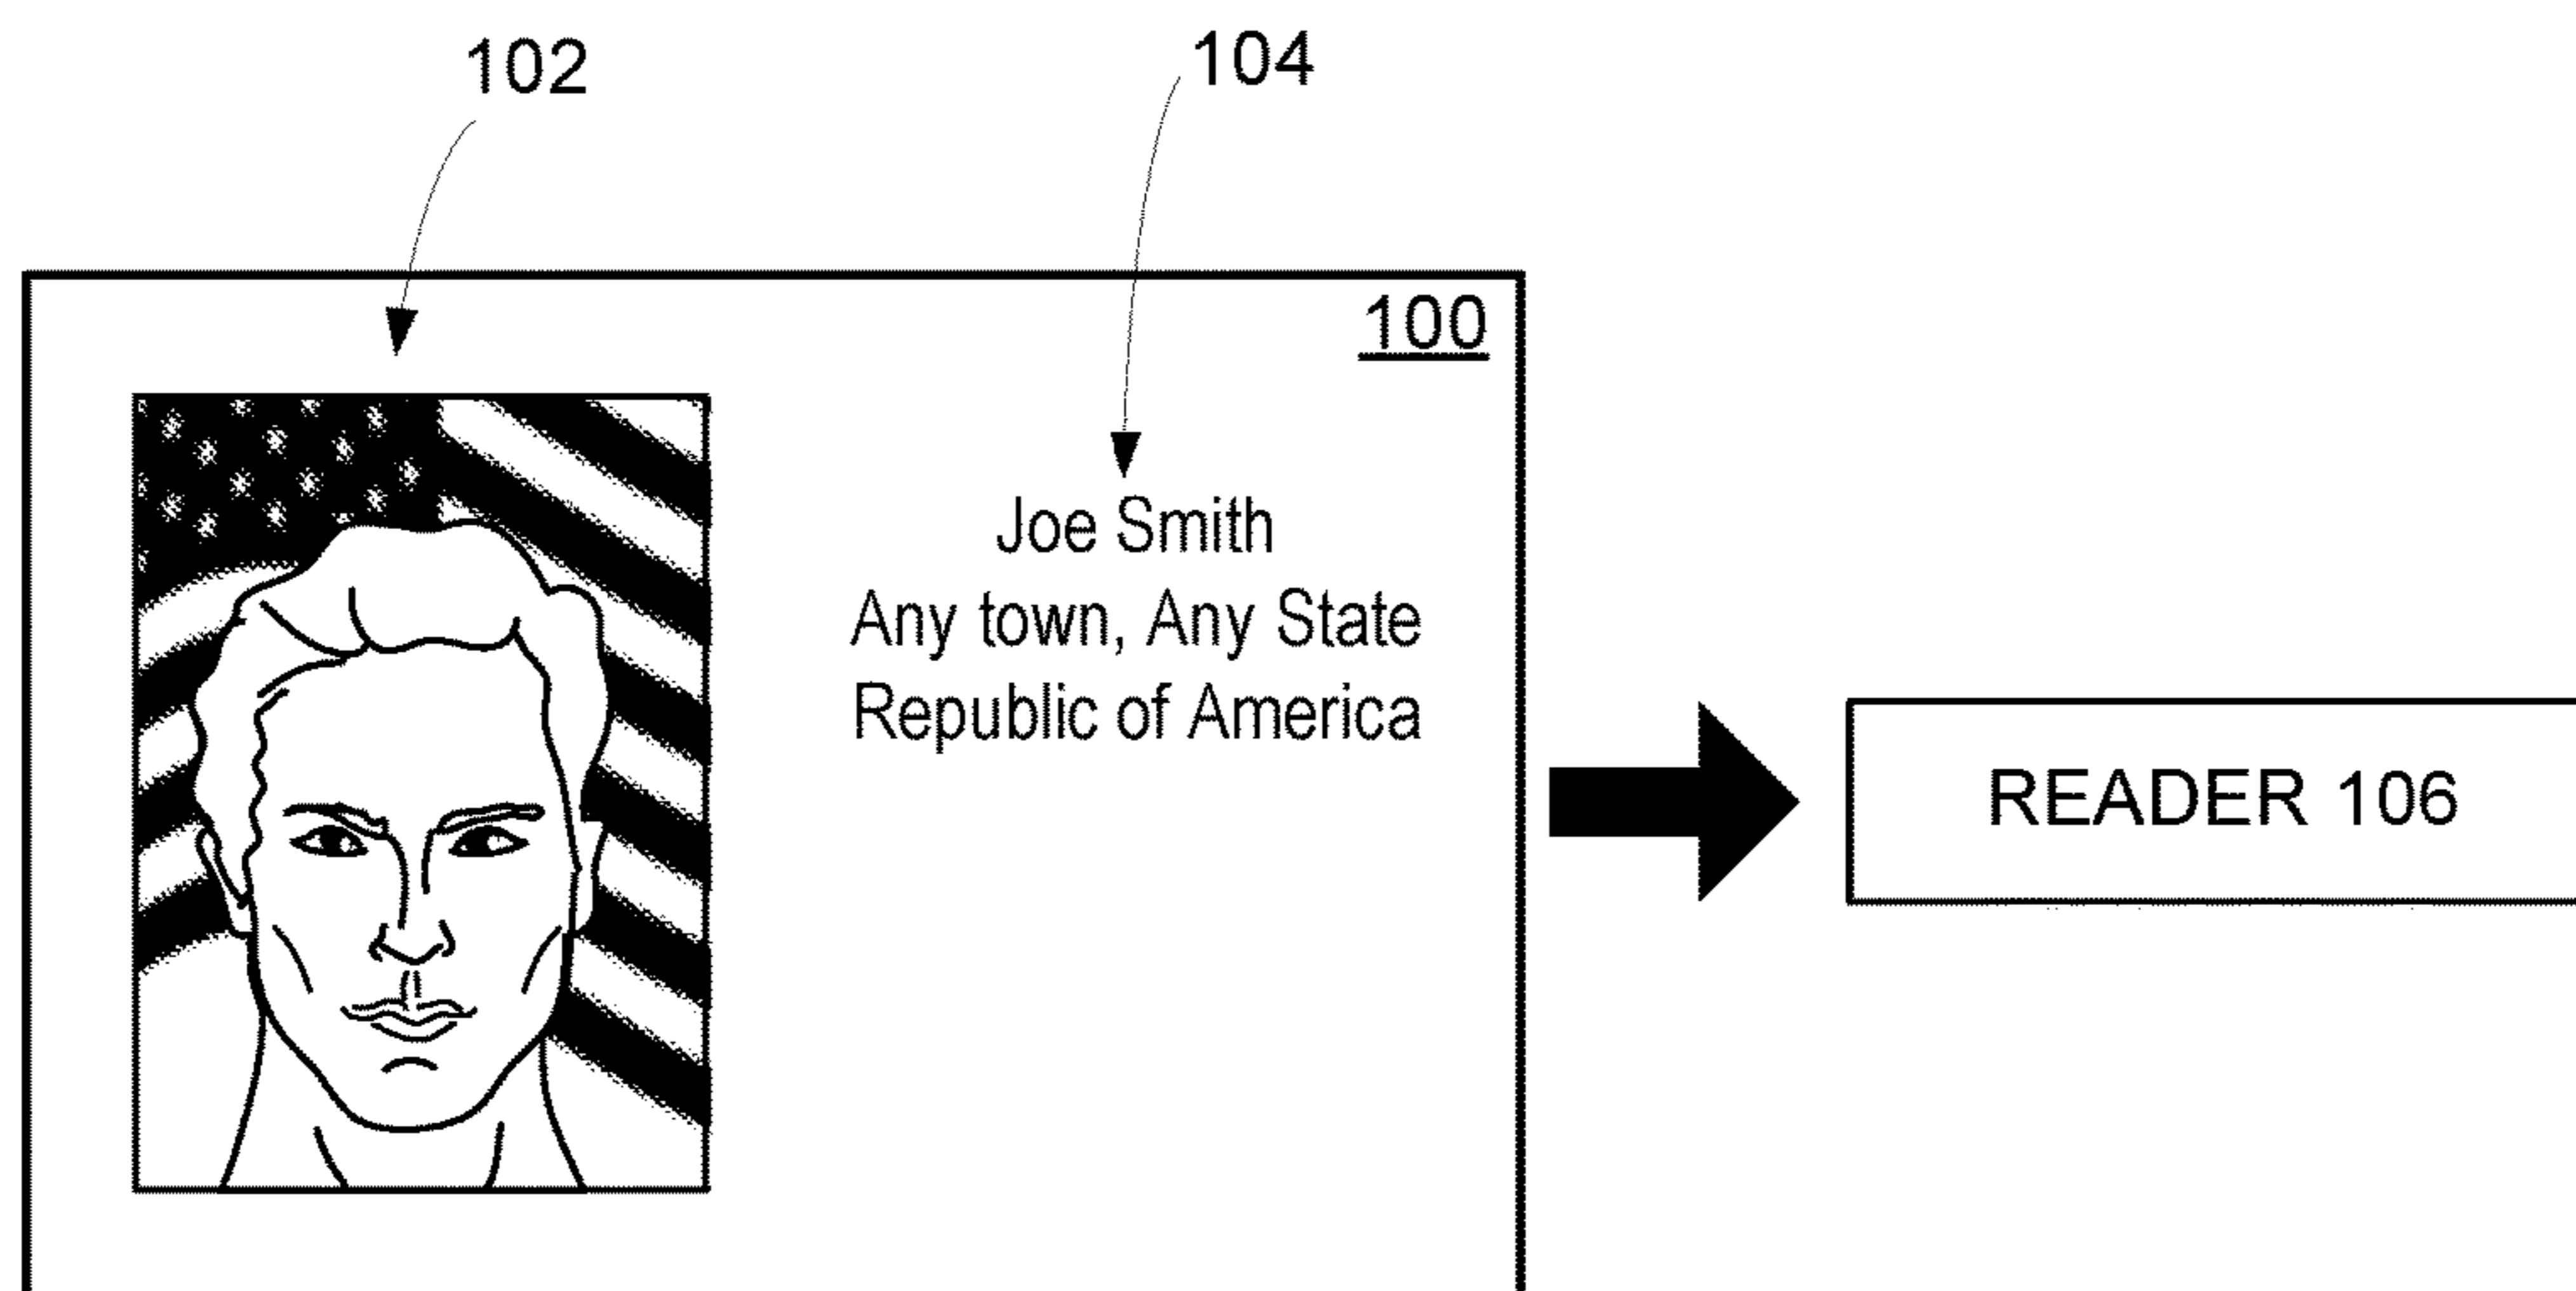 102
104
100
Joe Smith
Any town, Any State
Republic of America
READER 106